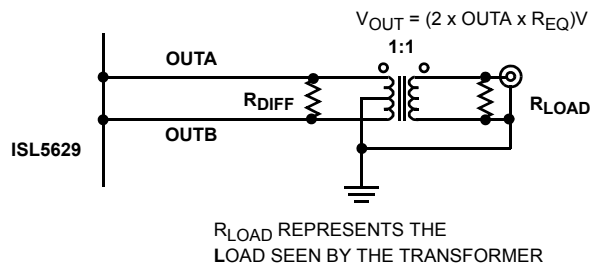 V_OUT = (2 x OUTA x R_EQ)V
1:1
OUTA
R_DIFF
R_LOAD
OUTB
ISL5629
R_LOAD REPRESENTS THE
LOAD SEEN BY THE TRANSFORMER